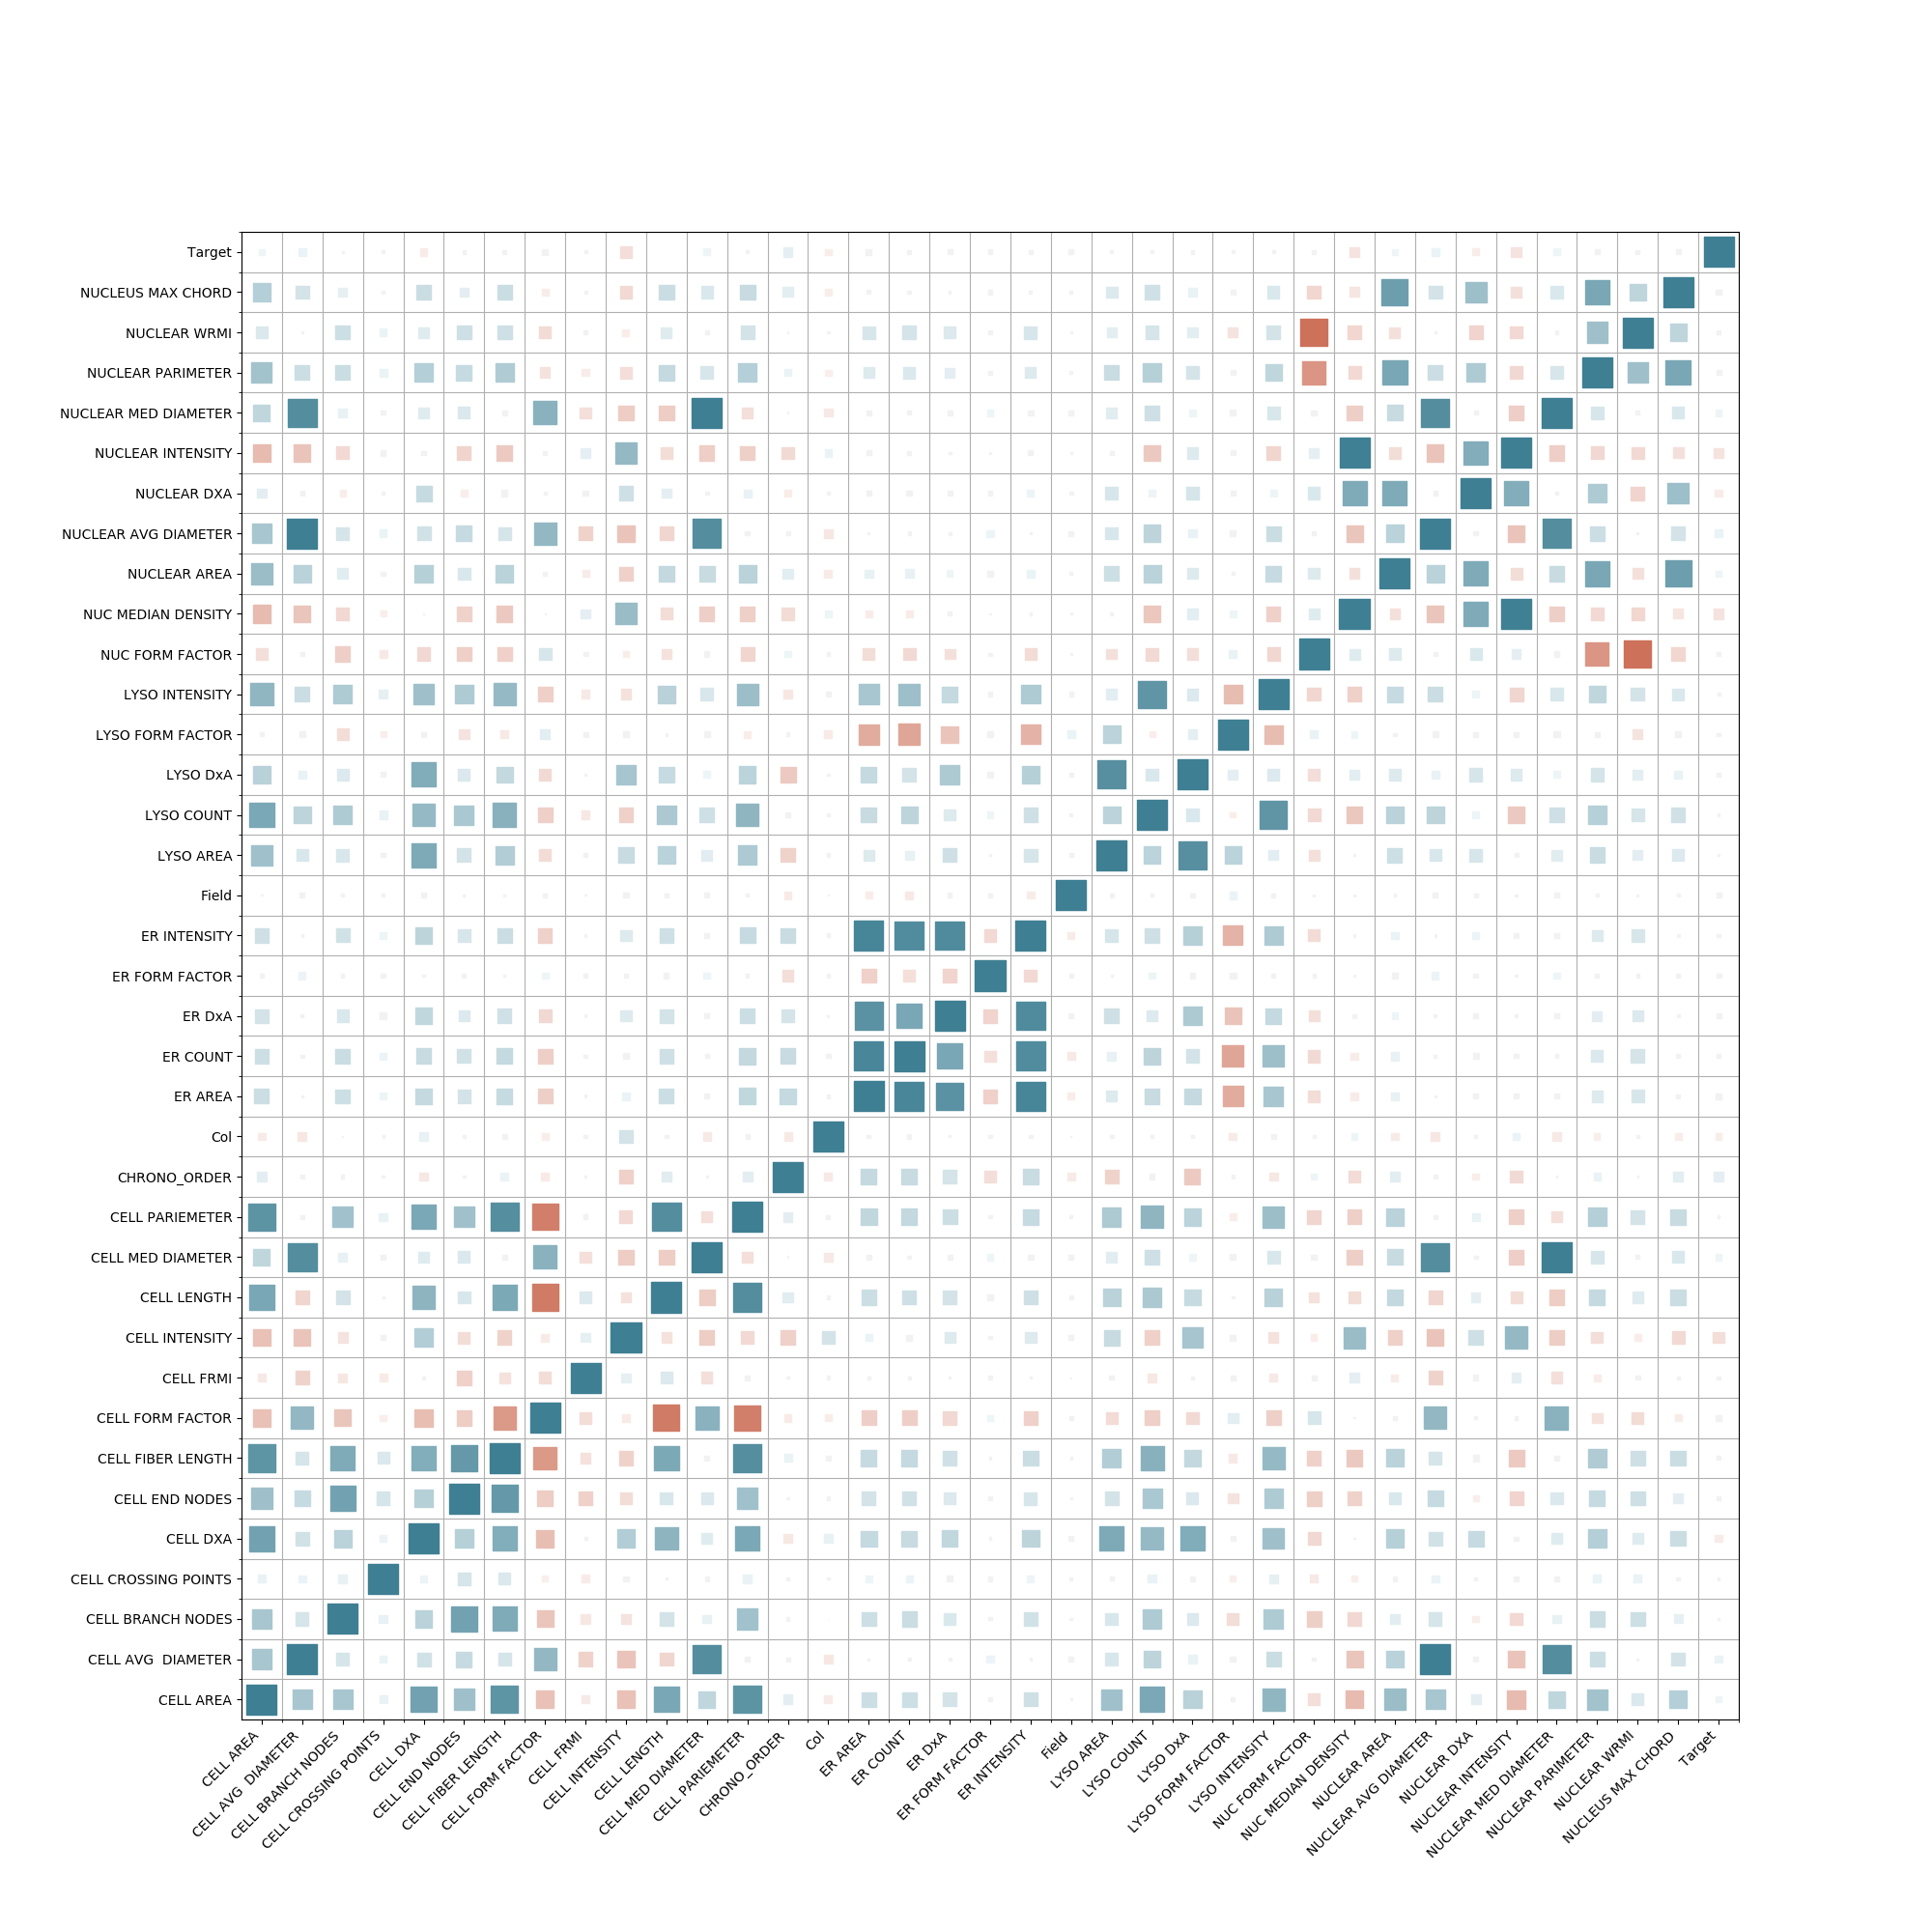 Target
NUCLEUS MAX CHORD
NUCLEAR WRMI
NUCLEAR PARIMETER
NUCLEAR MED DIAMETER
NUCLEAR INTENSITY
NUCLEAR DXA
NUCLEAR AVG DIAMETER
NUCLEAR AREA
NUC MEDIAN DENSITY
NUC FORM FACTOR
LYSO INTENSITY
LYSO FORM FACTOR
LYSO DxA
LYSO COUNT
LYSO AREA
Field
ER INTENSITY
ER FORM FACTOR
ER DxA
ER COUNT
ER AREA
Col
CHRONO_ORDER
CELL PARIEMETER
CELL MED DIAMETER
CELL LENGTH
CELL INTENSITY
CELL FRMI
CELL FORM FACTOR
CELL FIBER LENGTH
CELL END NODES
CELL DXA
CELL CROSSING POINTS
CELL BRANCH NODES
CELL AVG  DIAMETER
CELL AREA
CELL AREA
CELL AVG  DIAMETER
CELL BRANCH NODES
CELL CROSSING POINTS
CELL DXA
CELL END NODES
CELL FIBER LENGTH
CELL FORM FACTOR
CELL FRMI
CELL INTENSITY
CELL LENGTH
CELL MED DIAMETER
CELL PARIEMETER
CHRONO_ORDER
Col
ER AREA
ER COUNT
ER DxA
ER FORM FACTOR
ER INTENSITY
Field
LYSO AREA
LYSO COUNT
LYSO DxA
LYSO FORM FACTOR
LYSO INTENSITY
NUC FORM FACTOR
NUC MEDIAN DENSITY
NUCLEAR AREA
NUCLEAR AVG DIAMETER
NUCLEAR DXA
NUCLEAR INTENSITY
NUCLEAR MED DIAMETER
NUCLEAR PARIMETER
NUCLEAR WRMI
NUCLEUS MAX CHORD
Target